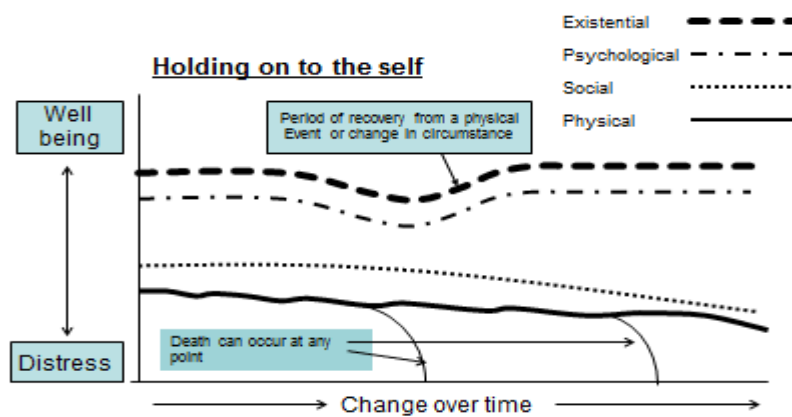 Existential
Psychological
Social
Physical
Holding on to the self
Well
being
Period of recovery from a physical
Event or change in circumstance
Death can occur at any
point
Distress
Change over time